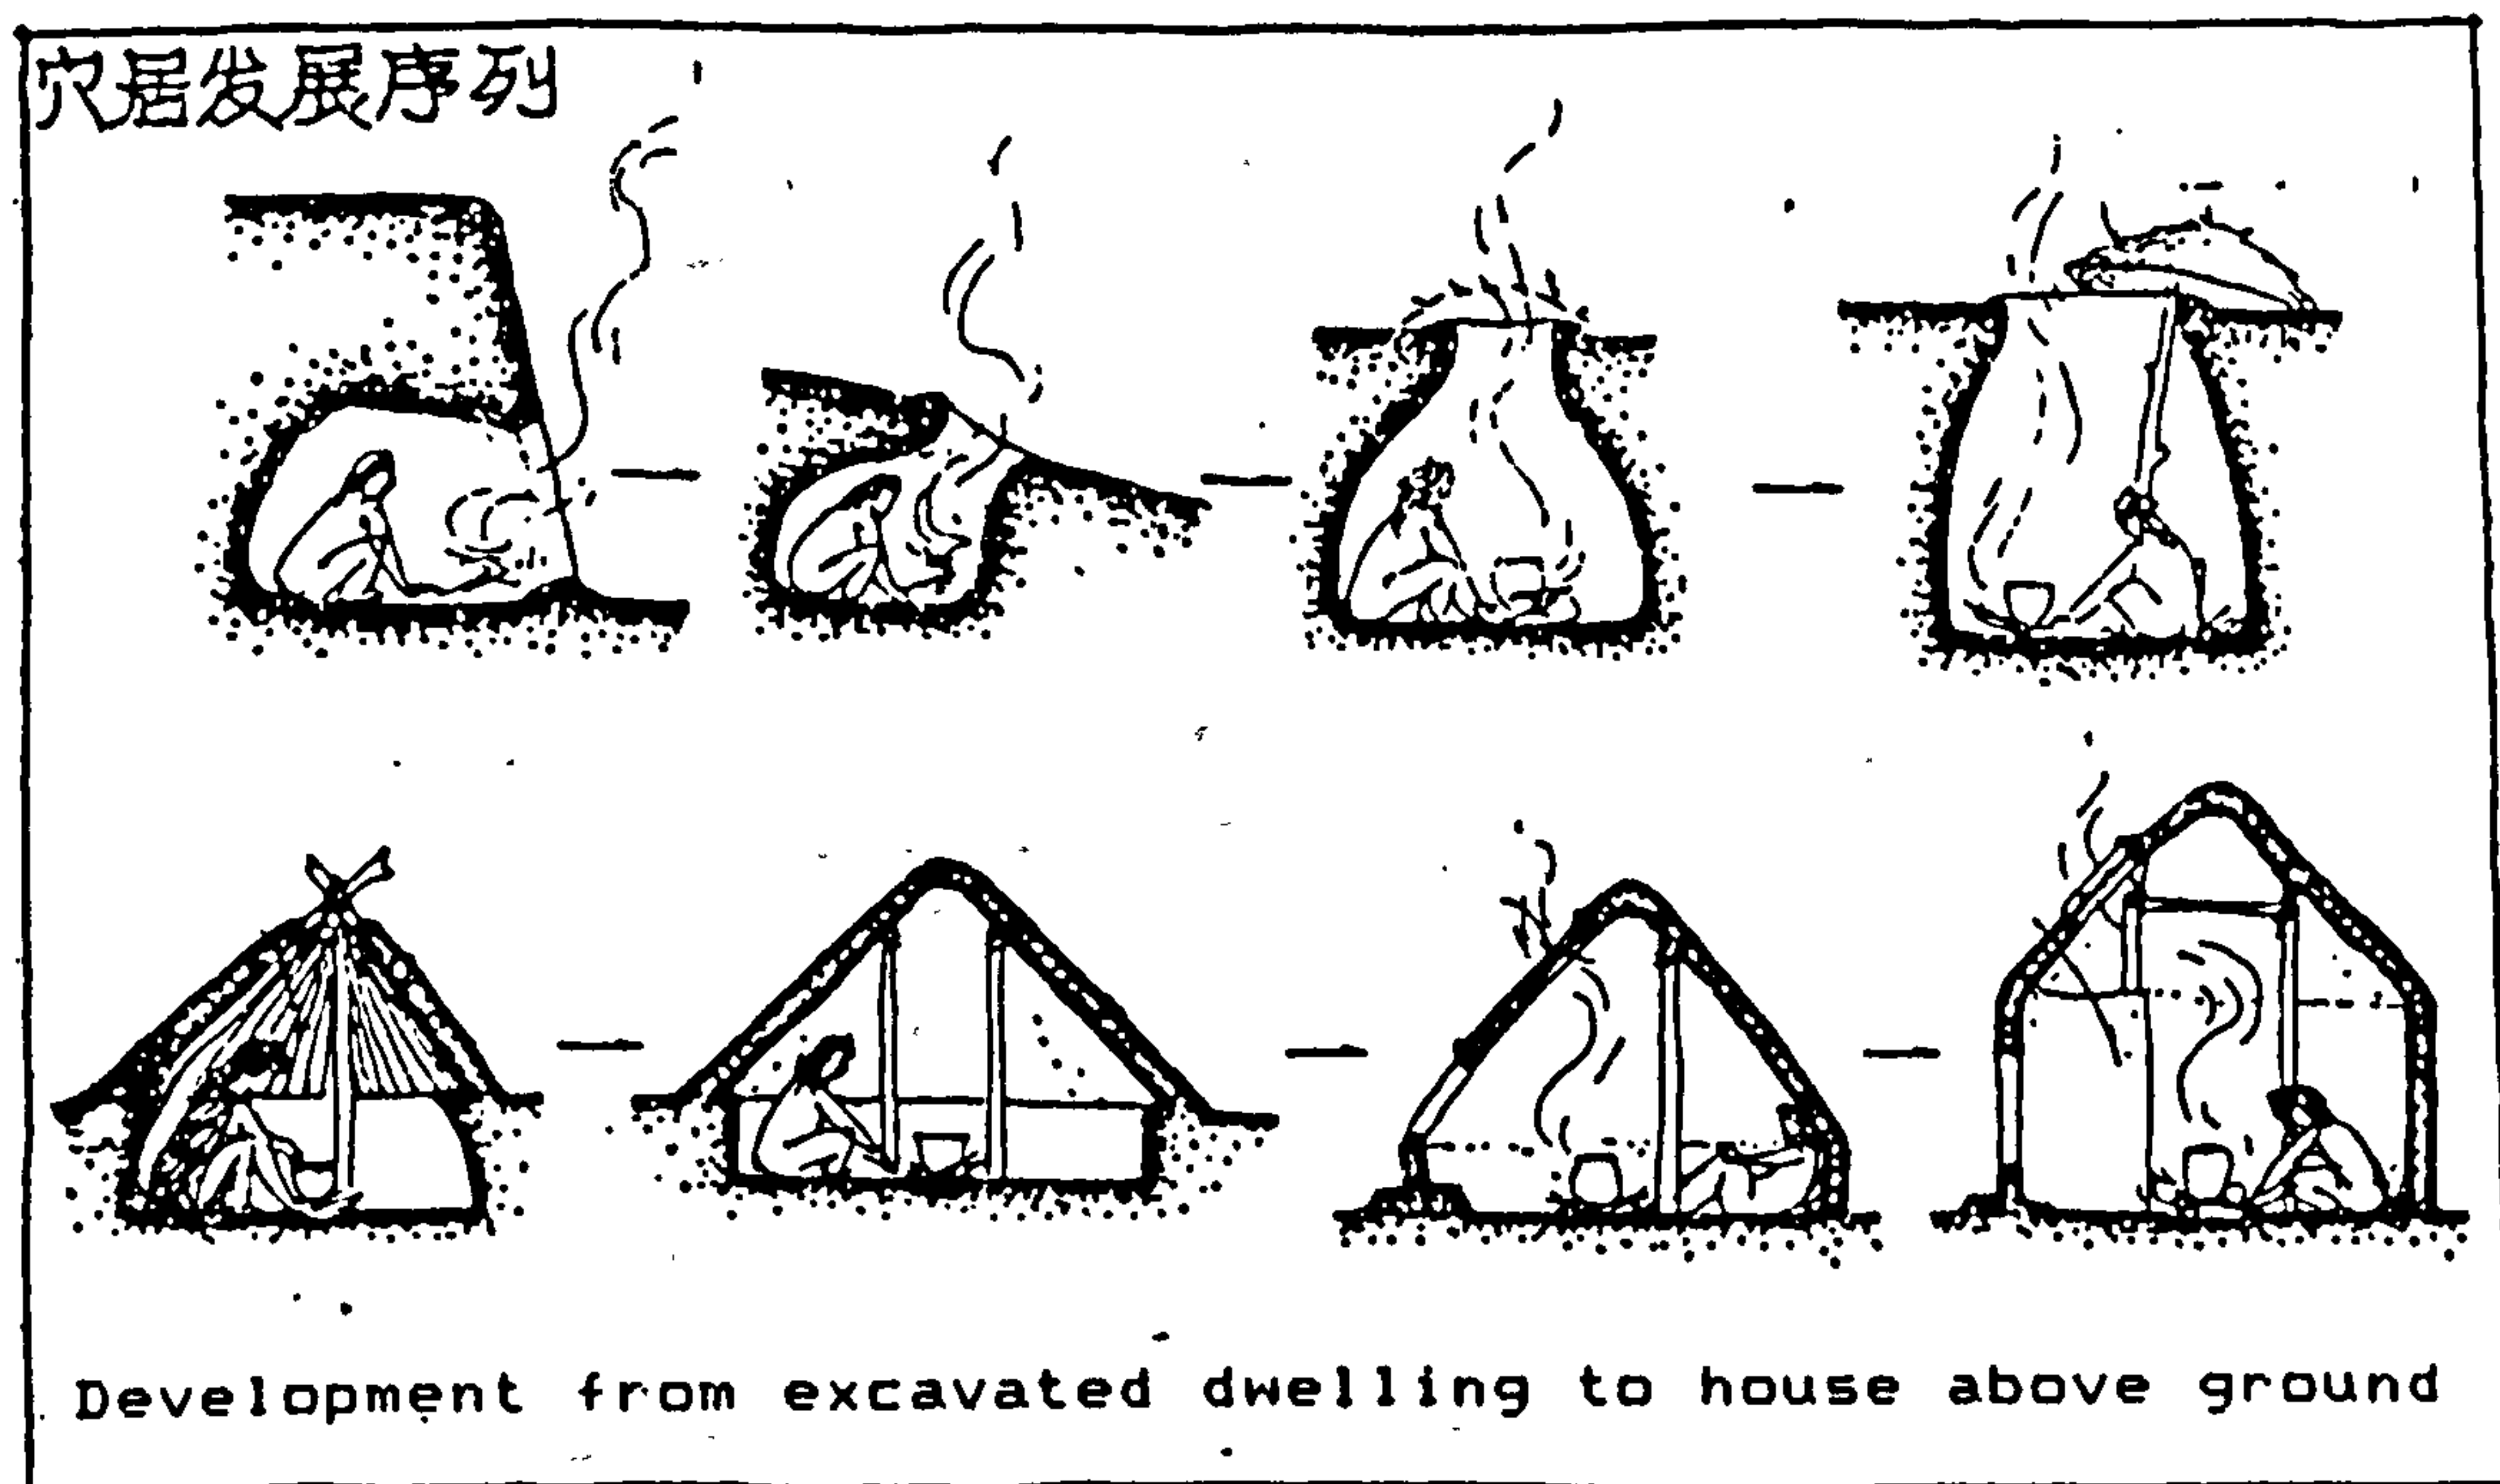 穴居发展序列
Development from excavated dwelling to house above ground